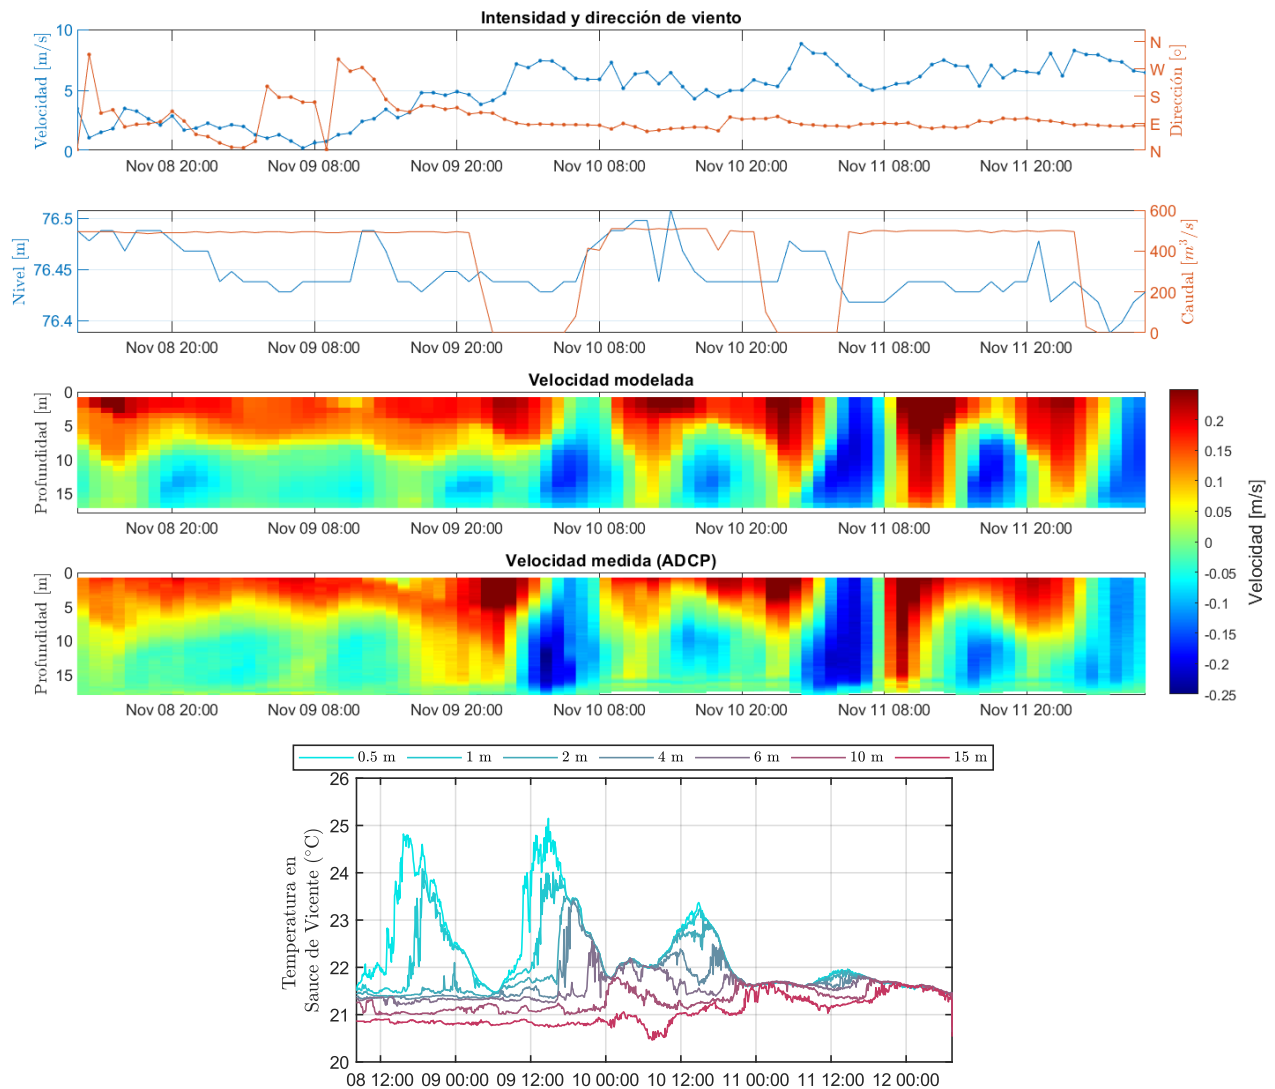 Intensidad y dirección de viento
10
5
0
Velocidad [m/s]
N
W
S
E
N
Dirección [○]
Nov 08 20:00 Nov 09 08:00 Nov 09 20:00 Nov 10 08:00 Nov 10 20:00 Nov 11 08:00 Nov 11 20:00
76.5
76.45
76.4
Nivel [m]
600
400
200
0
Caudal [m³/s]
Nov 08 20:00 Nov 09 08:00 Nov 09 20:00 Nov 10 08:00 Nov 10 20:00 Nov 11 08:00 Nov 11 20:00
Velocidad modelada
0
5
10
15
Profundidad [m]
Nov 08 20:00 Nov 09 08:00 Nov 09 20:00 Nov 10 08:00 Nov 10 20:00 Nov 11 08:00 Nov 11 20:00
Velocidad medida (ADCP)
0
5
10
15
Profundidad [m]
Nov 08 20:00 Nov 09 08:00 Nov 09 20:00 Nov 10 08:00 Nov 10 20:00 Nov 11 08:00 Nov 11 20:00
0.2
0.15
0.1
0.05
0
-0.05
-0.1
-0.15
-0.2
-0.25
Velocidad [m/s]
0.5 m 1 m 2 m 4 m 6 m 10 m 15 m
26
25
24
23
22
21
20
Temperatura en
Sauce de Vicente (°C)
08 12:00 09 00:00 09 12:00 10 00:00 10 12:00 11 00:00 11 12:00 12 00:00